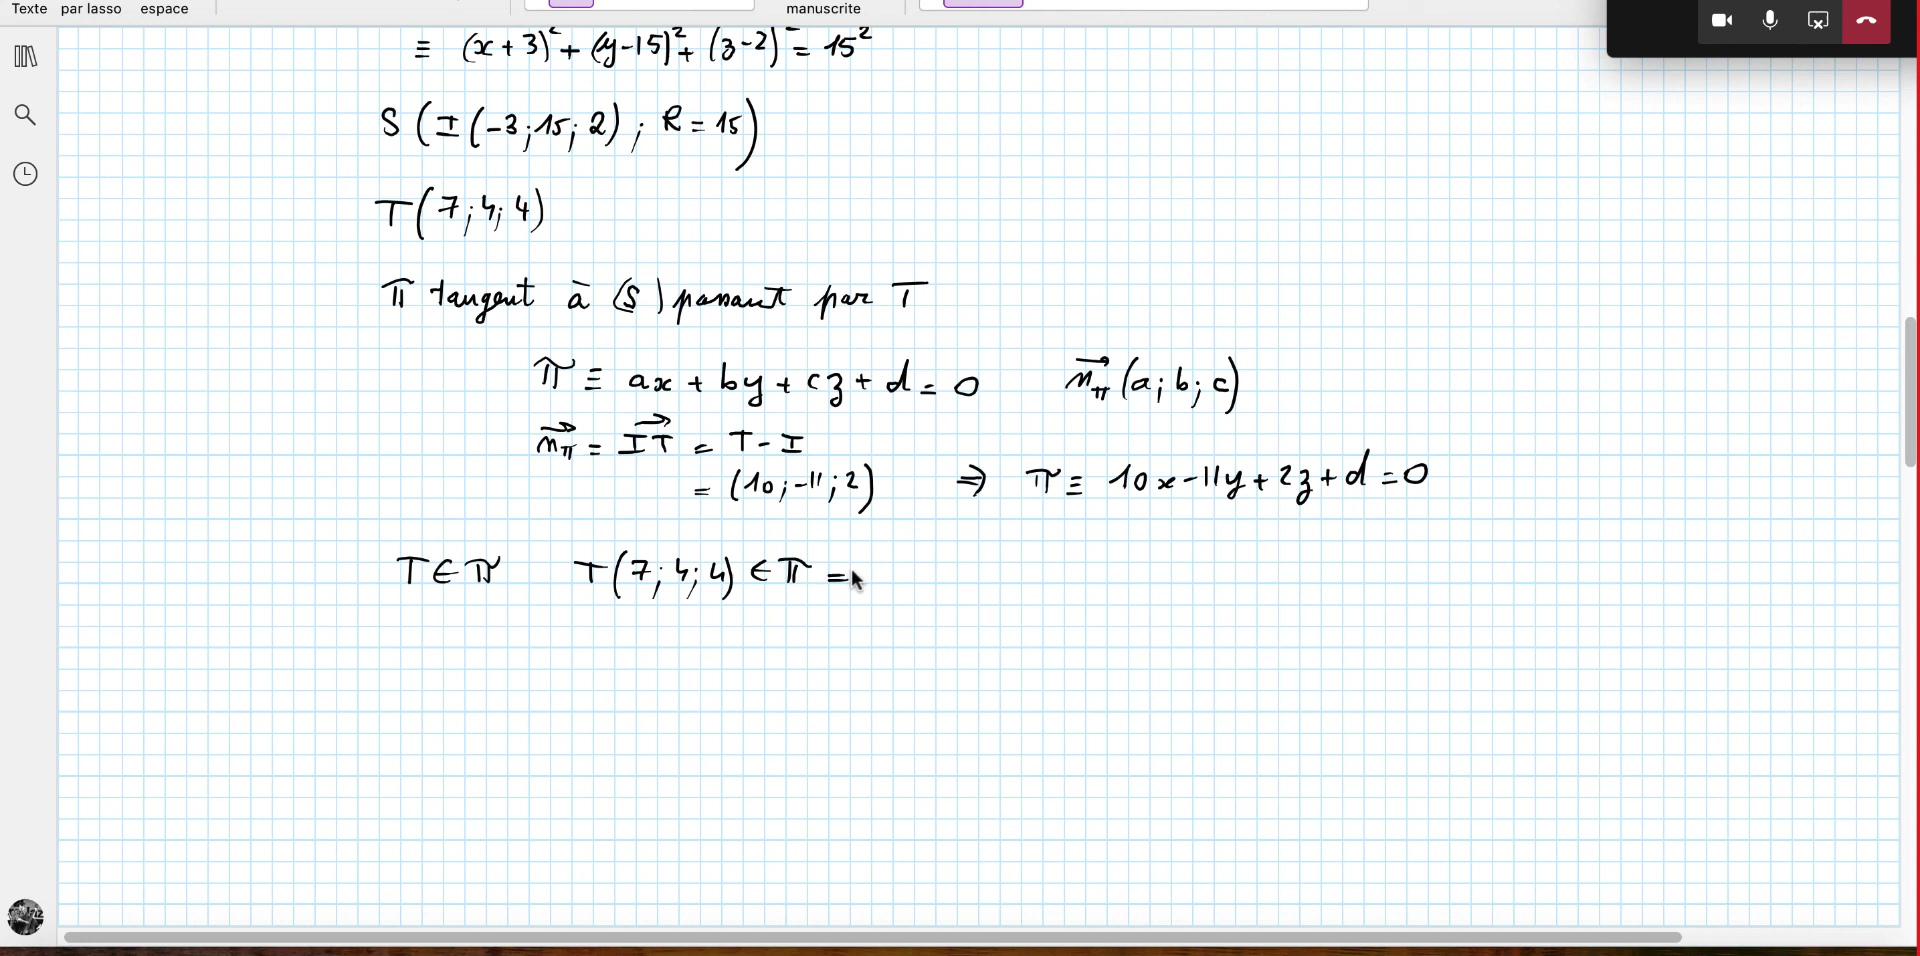 Texte par lasso espace manuscrite
≡ (x+3)²+(y-15)²+(z-2)²=15²
S(I(-3;15;2); R=15)
T(7;4;4)
π tangent à (S) passant par T
π≡ ax+by+cz+d=0 n⃗π(a;b;c)
n⃗π = IT⃗ = T-I
= (10;-11;2) ⇒ π≡ 10x-11y+2z+d=0
T∈π T(7;4;4)∈π =